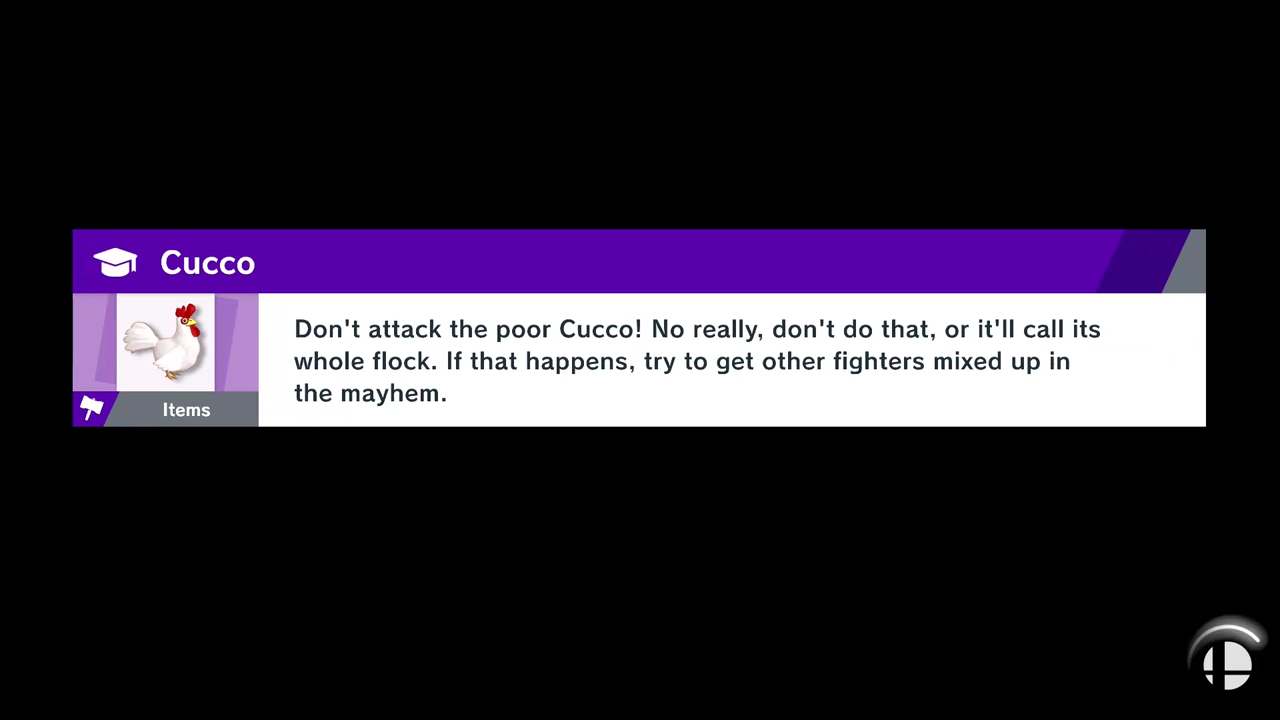 Cucco
Don't attack the poor Cucco! No really, don't do that, or it'll call its
whole flock. If that happens, try to get other fighters mixed up in
the mayhem.
Items